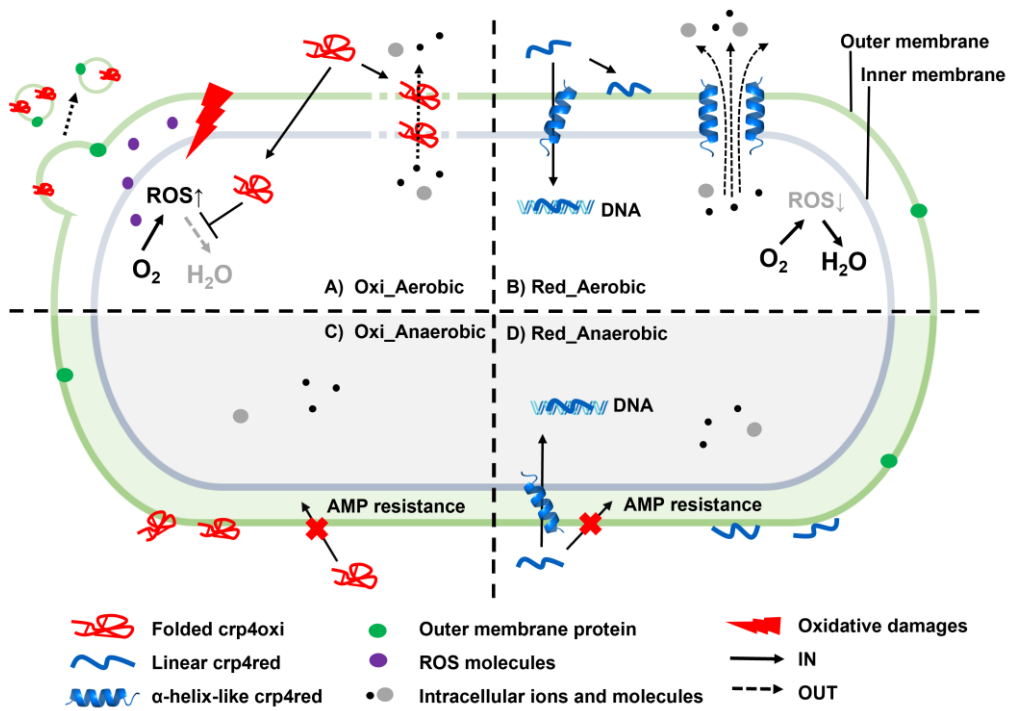 Outer membrane
Inner membrane
ROS↑
O₂
H₂O
DNA
ROS↓
O₂
H₂O
A) Oxi_Aerobic
B) Red_Aerobic
C) Oxi_Anaerobic
D) Red_Anaerobic
DNA
AMP resistance
AMP resistance
Folded crp4oxi
Outer membrane protein
Oxidative damages
Linear crp4red
ROS molecules
IN
α-helix-like crp4red
Intracellular ions and molecules
OUT